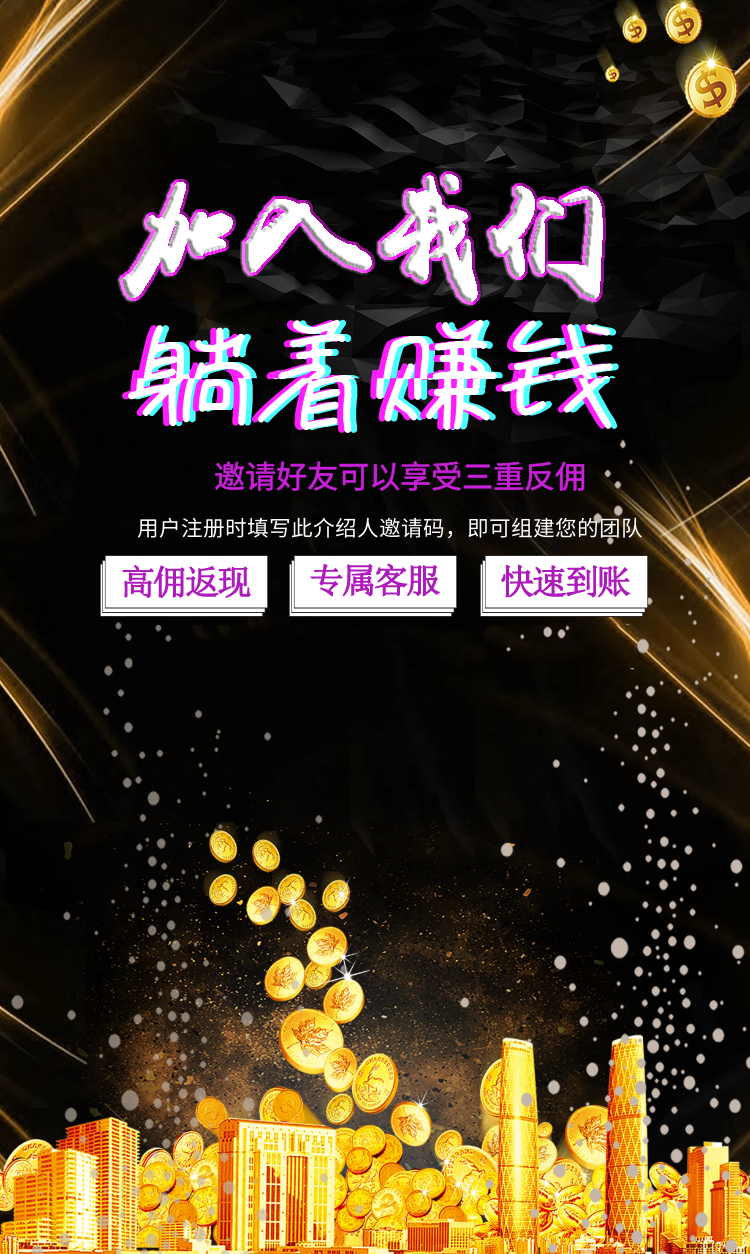 加入我们
躺着赚钱
邀请好友可以享受三重反佣
用户注册时填写此介绍人邀请码，即可组建您的团队
高佣返现 专属客服 快速到账